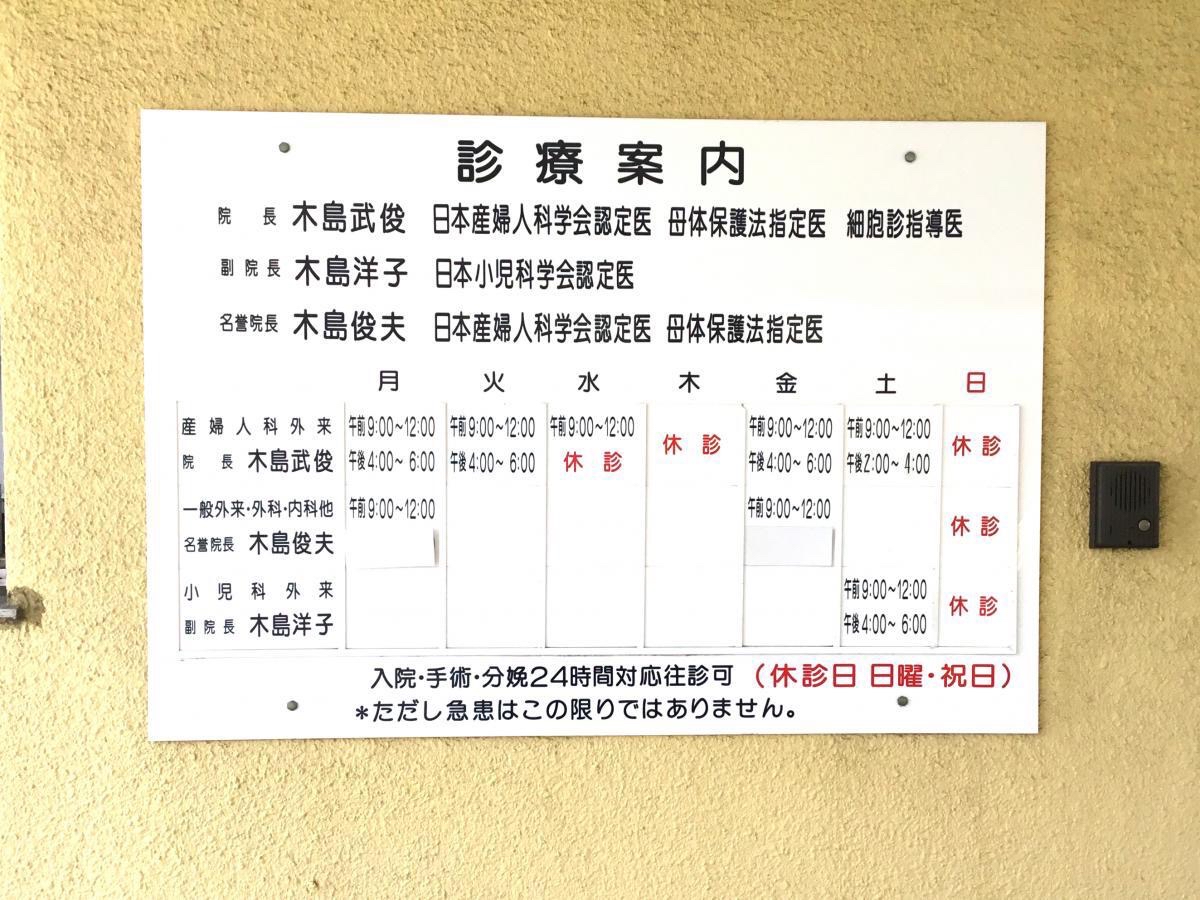 診療案内
院長 木島武俊 日本産婦人科学会認定医 母体保護法指定医 細胞診指導医
副院長 木島洋子 日本小児科学会認定医
名誉院長 木島俊夫 日本産婦人科学会認定医 母体保護法指定医
月 火 水 木 金 土 日
産婦人科外来 午前9:00~12:00 午前9:00~12:00 午前9:00~12:00 休診 午前9:00~12:00 午前9:00~12:00 休診
院長 木島武俊 午後4:00~6:00 午後4:00~6:00 休診 午後4:00~6:00 午後2:00~4:00
一般外来・外科・内科他 午前9:00~12:00 午前9:00~12:00 休診
名誉院長 木島俊夫
小児科外来 午前9:00~12:00 休診
副院長 木島洋子 午後4:00~6:00
入院・手術・分娩24時間対応往診可 (休診日 日曜・祝日)
*ただし急患はこの限りではありません。